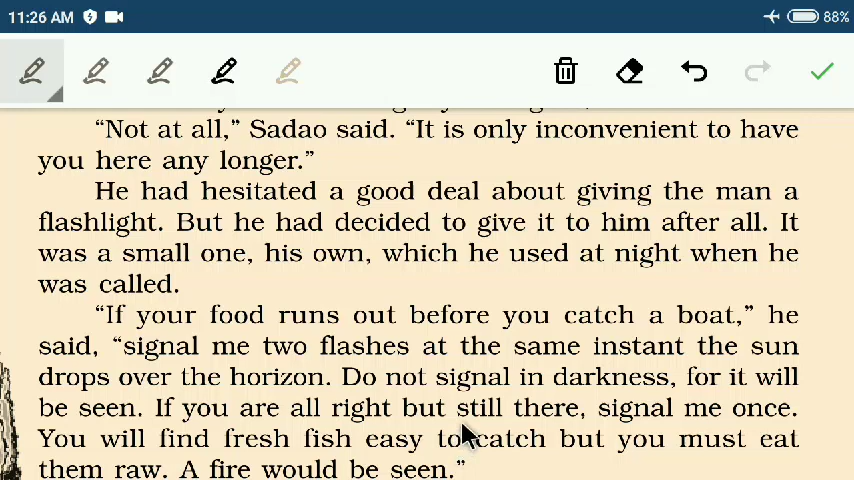 11:26 AM 88%
“Not at all,” Sadao said. “It is only inconvenient to have
you here any longer.”
He had hesitated a good deal about giving the man a
flashlight. But he had decided to give it to him after all. It
was a small one, his own, which he used at night when he
was called.
“If your food runs out before you catch a boat,” he
said, “signal me two flashes at the same instant the sun
drops over the horizon. Do not signal in darkness, for it will
be seen. If you are all right but still there, signal me once.
You will find fresh fish easy to catch but you must eat
them raw. A fire would be seen.”